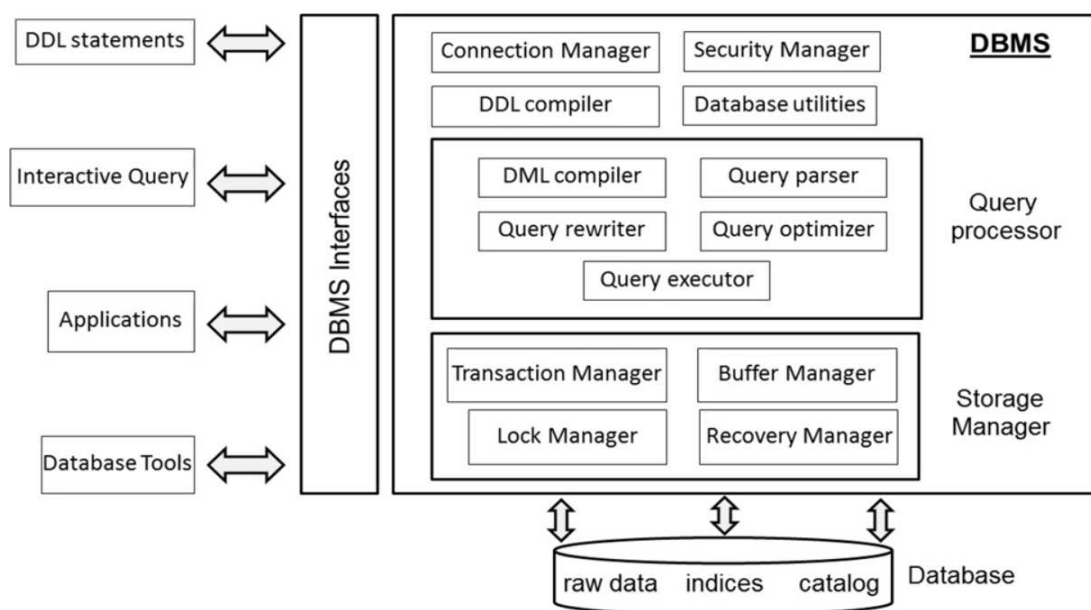 DDL statements
Interactive Query
Applications
Database Tools
DBMS Interfaces
DBMS
Connection Manager
Security Manager
DDL compiler
Database utilities
DML compiler
Query parser
Query rewriter
Query optimizer
Query executor
Query
processor
Transaction Manager
Buffer Manager
Lock Manager
Recovery Manager
Storage
Manager
raw data indices catalog
Database